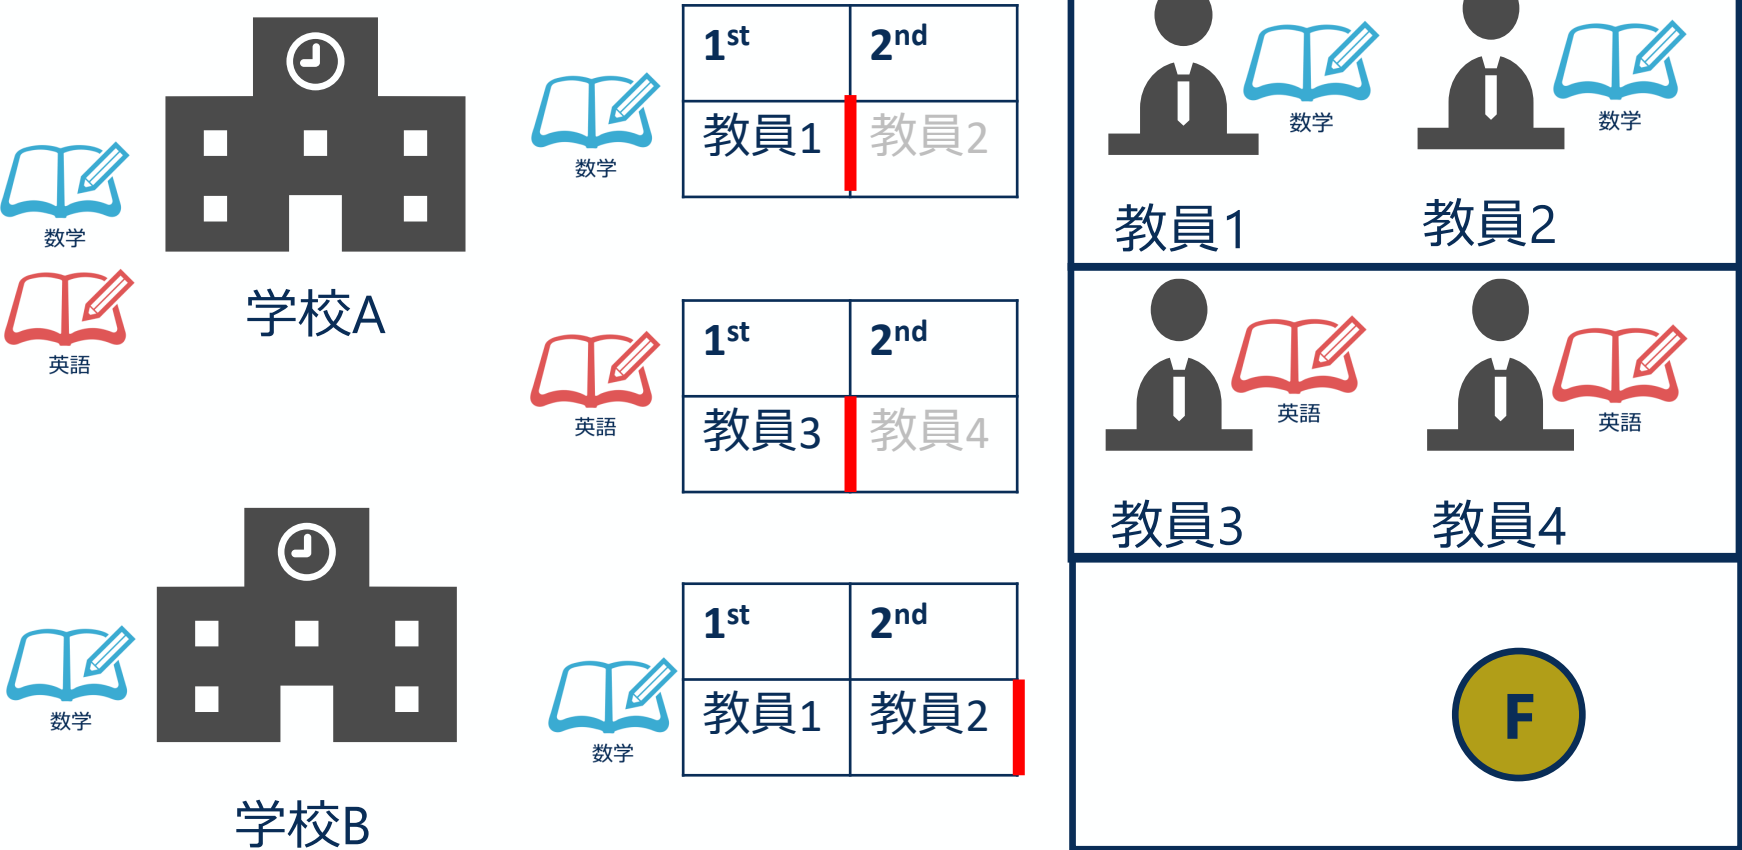 数学
英語
学校A
数学
学校B
数学
1st 2nd
教員1 教員2
英語
1st 2nd
教員3 教員4
数学
1st 2nd
教員1 教員2
数学 数学
教員1 教員2
英語 英語
教員3 教員4
F